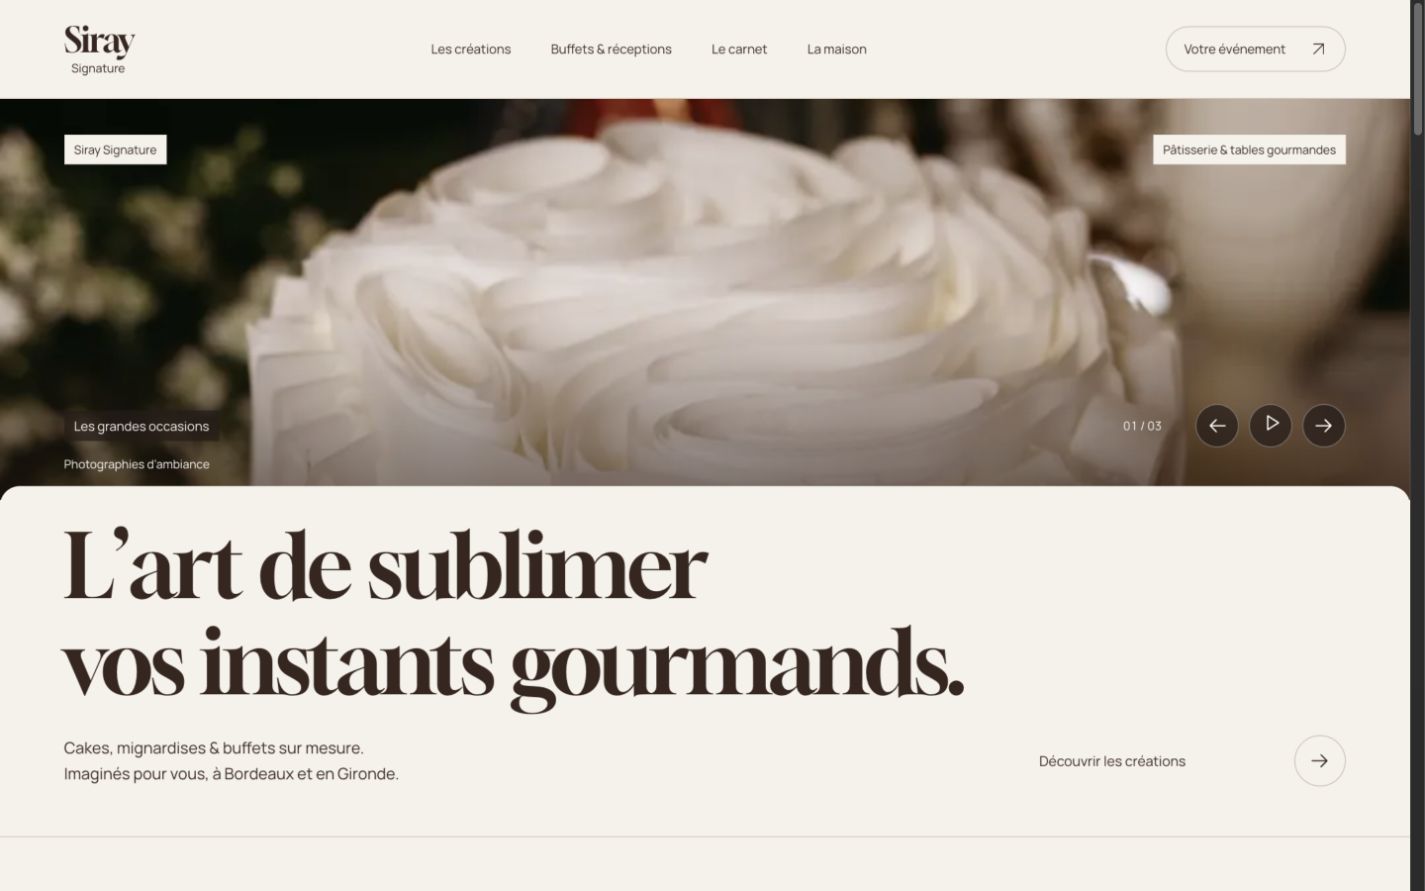 Siray
Signature
Les créations
Buffets & réceptions
Le carnet
La maison
Votre événement
Siray Signature
Pâtisserie & tables gourmandes
Les grandes occasions
01 / 03
Photographies d’ambiance
L’art de sublimer
vos instants gourmands.
Cakes, mignardises & buffets sur mesure.
Imaginés pour vous, à Bordeaux et en Gironde.
Découvrir les créations